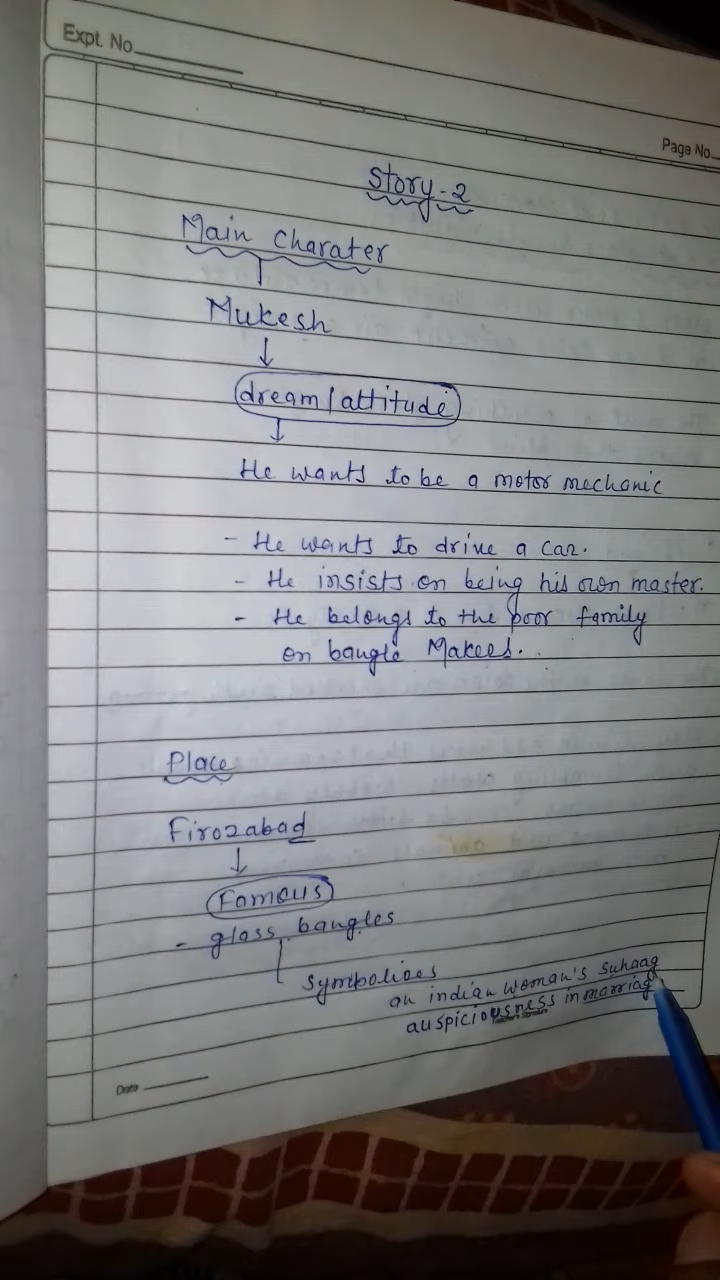 Expt. No.
Page No.
Story-2
Main Charater
Mukesh
dream/attitude
He wants to be a motor mechanic
- He wants to drive a car.
- He insists on being his own master.
- He belongs to the poor family
on bangle Makers.
Place
Firozabad
Famous
- glass bangles
Symbolises
an indian woman's Suhaag
auspiciousness in marriag
Date